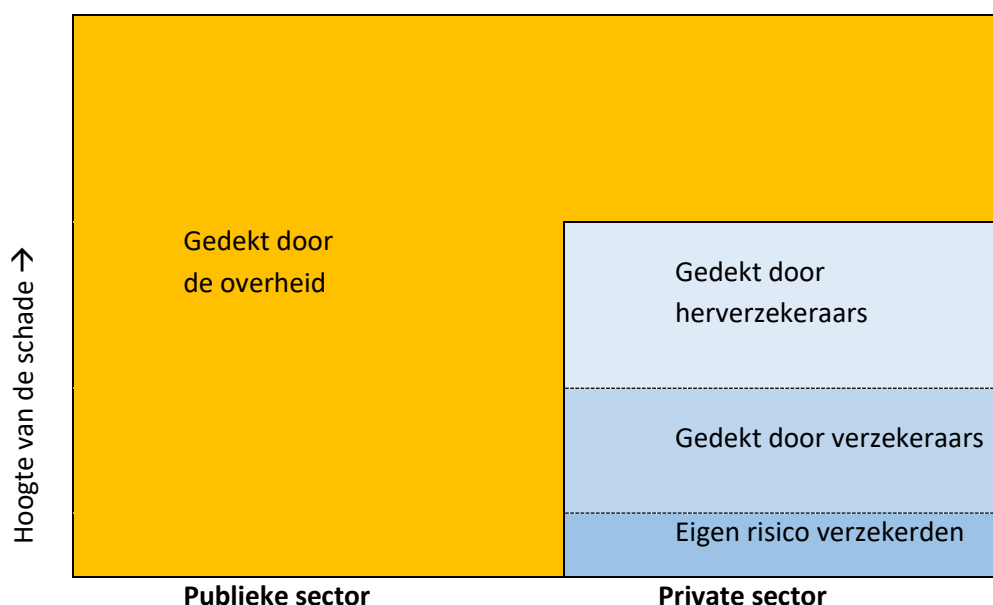 Hoogte van de schade →
Gedekt door
de overheid
Gedekt door
herverzekeraars
Gedekt door verzekeraars
Eigen risico verzekerden
Publieke sector
Private sector